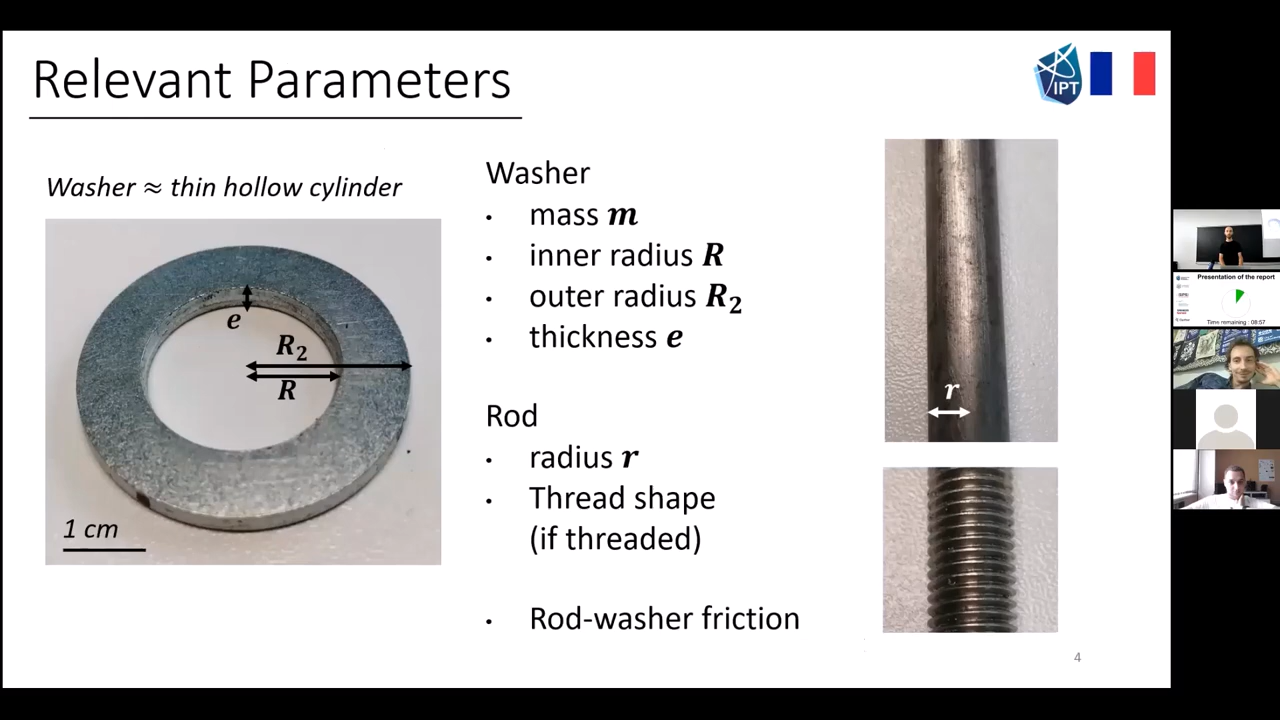 Relevant Parameters
IPT
Washer ≈ thin hollow cylinder
e
R₂
R
1 cm
Washer
• mass m
• inner radius R
• outer radius R₂
• thickness e
Rod
• radius r
• Thread shape
(if threaded)
• Rod-washer friction
r
4
Presentation of the report
Time remaining : 08:57